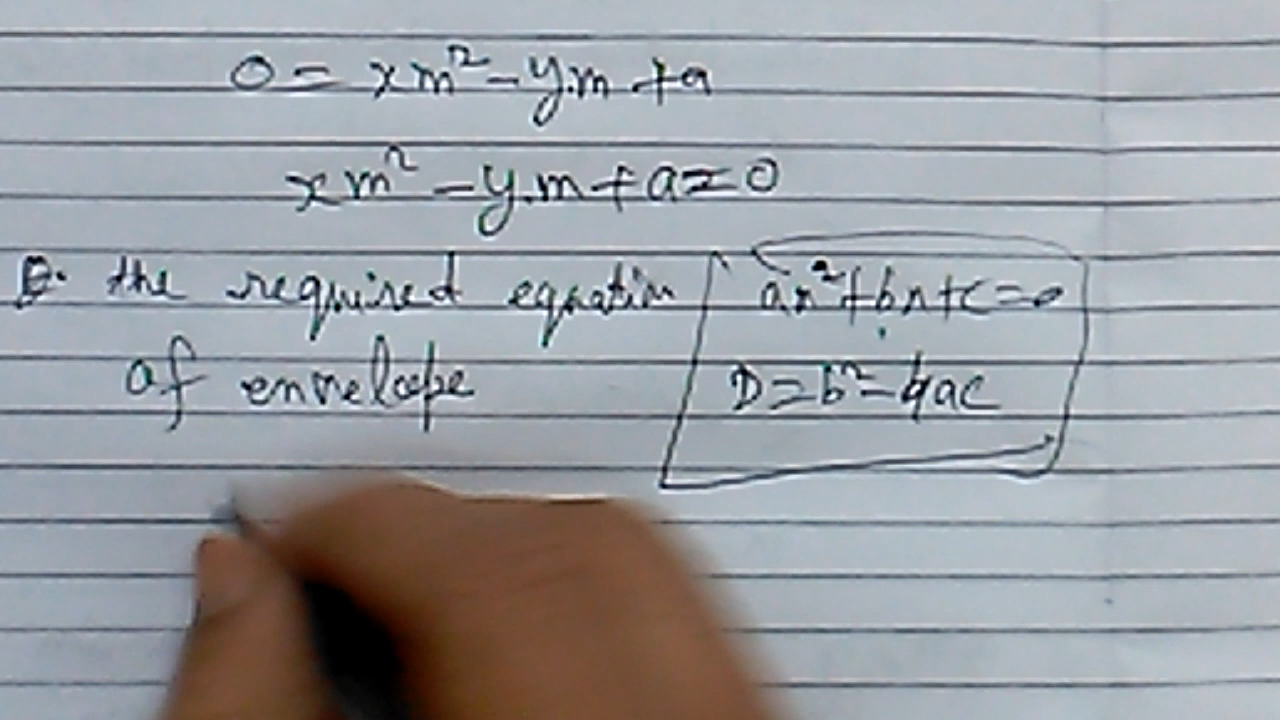 0 = xm² - y.m + a
xm² - y.m + a = 0
the required equation
of envelope
ax² + bx + c = 0
D = b² - 4ac